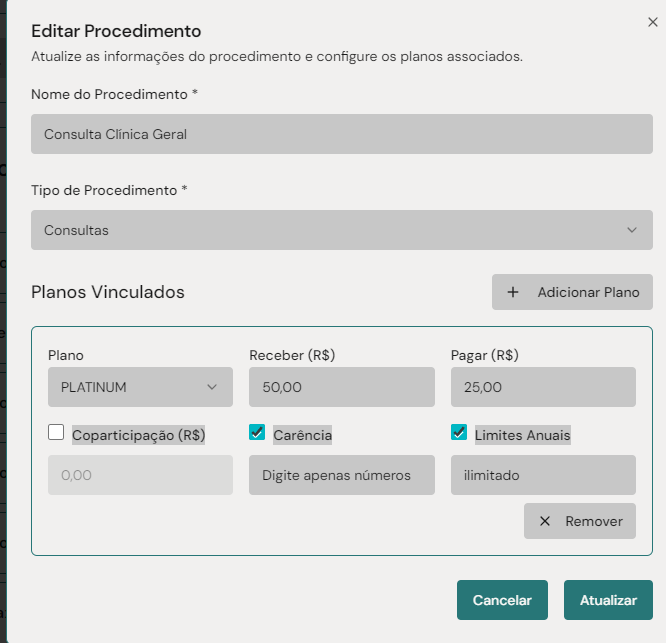 Editar Procedimento
Atualize as informações do procedimento e configure os planos associados.
Nome do Procedimento *
Consulta Clínica Geral
Tipo de Procedimento *
Consultas
Planos Vinculados
Adicionar Plano
Plano
Receber (R$)
Pagar (R$)
PLATINUM
50,00
25,00
Coparticipação (R$)
Carência
Limites Anuais
0,00
Digite apenas números
ilimitado
Remover
Cancelar
Atualizar